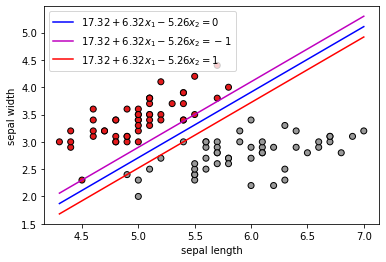 17.32 + 6.32x₁ − 5.26x₂ = 0
17.32 + 6.32x₁ − 5.26x₂ = −1
17.32 + 6.32x₁ − 5.26x₂ = 1
5.0
4.5
4.0
3.5
3.0
2.5
2.0
1.5
sepal width
4.5 5.0 5.5 6.0 6.5 7.0
sepal length